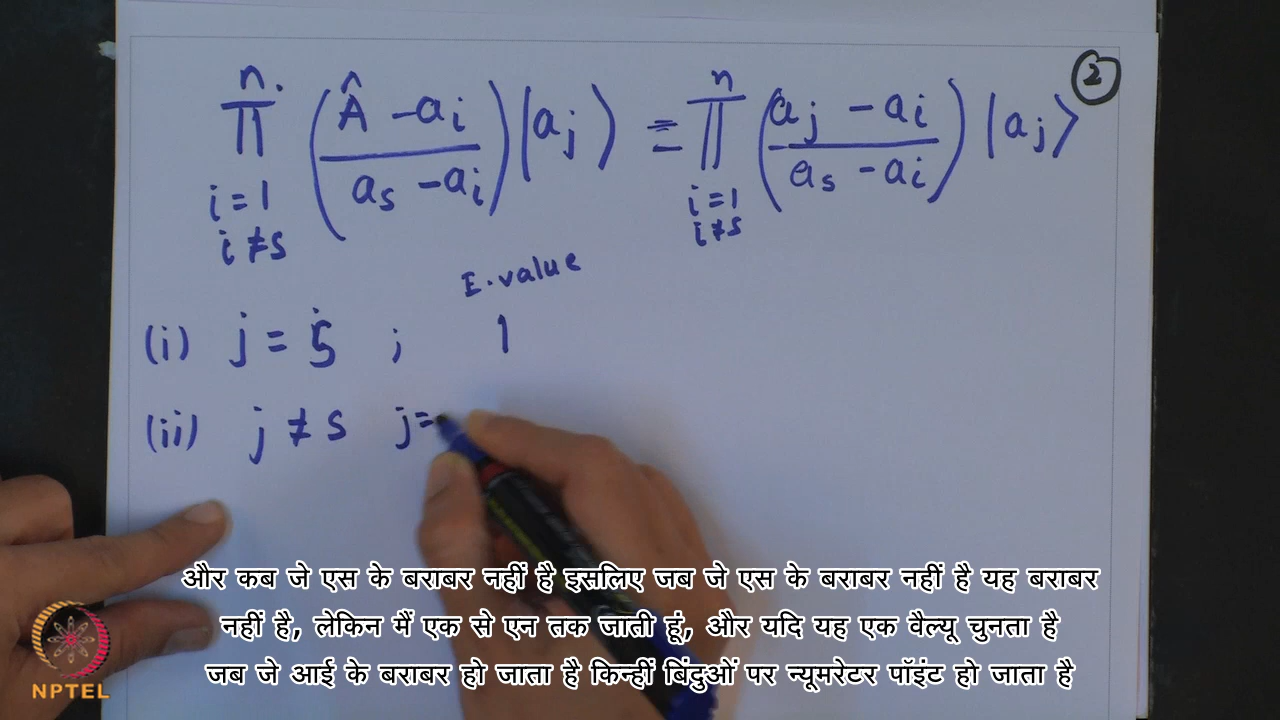 ②
n. n
∏ (Â - a_i / a_s - a_i) |a_j⟩ = ∏ (a_j - a_i / a_s - a_i) |a_j⟩
i = 1 i = 1
i ≠ s i ≠ s
E. value
(i) j = s ; 1
(ii) j ≠ s j =
और कब जे एस के बराबर नहीं है इसलिए जब जे एस के बराबर नहीं है यह बराबर
नहीं है, लेकिन मैं एक से एन तक जाती हूं, और यदि यह एक वैल्यू चुनता है
जब जे आई के बराबर हो जाता है किन्हीं बिंदुओं पर न्यूमरेटर पॉइंट हो जाता है
NPTEL